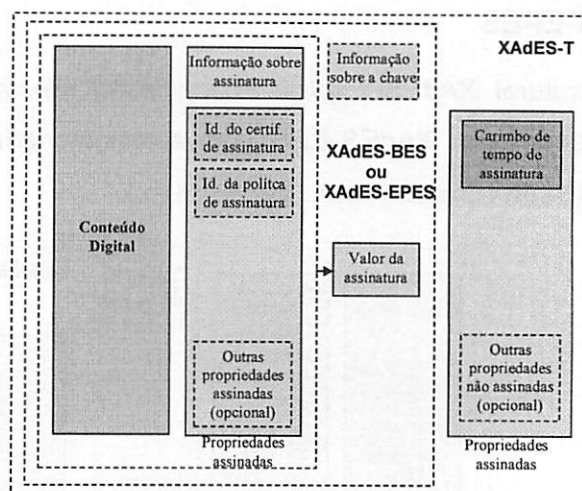 XAdES-T
Conteúdo
Digital
Informação sobre
assinatura
Id. do certif.
de assinatura
Id. da polítca
de assinatura
Outras
propriedades
assinadas
(opcional)
Propriedades
assinadas
Informação
sobre a chave
XAdES-BES
ou
XAdES-EPES
Valor da
assinatura
Carimbo de
tempo de
assinatura
Outras
propriedades
não assinadas
(opcional)
Propriedades
assinadas